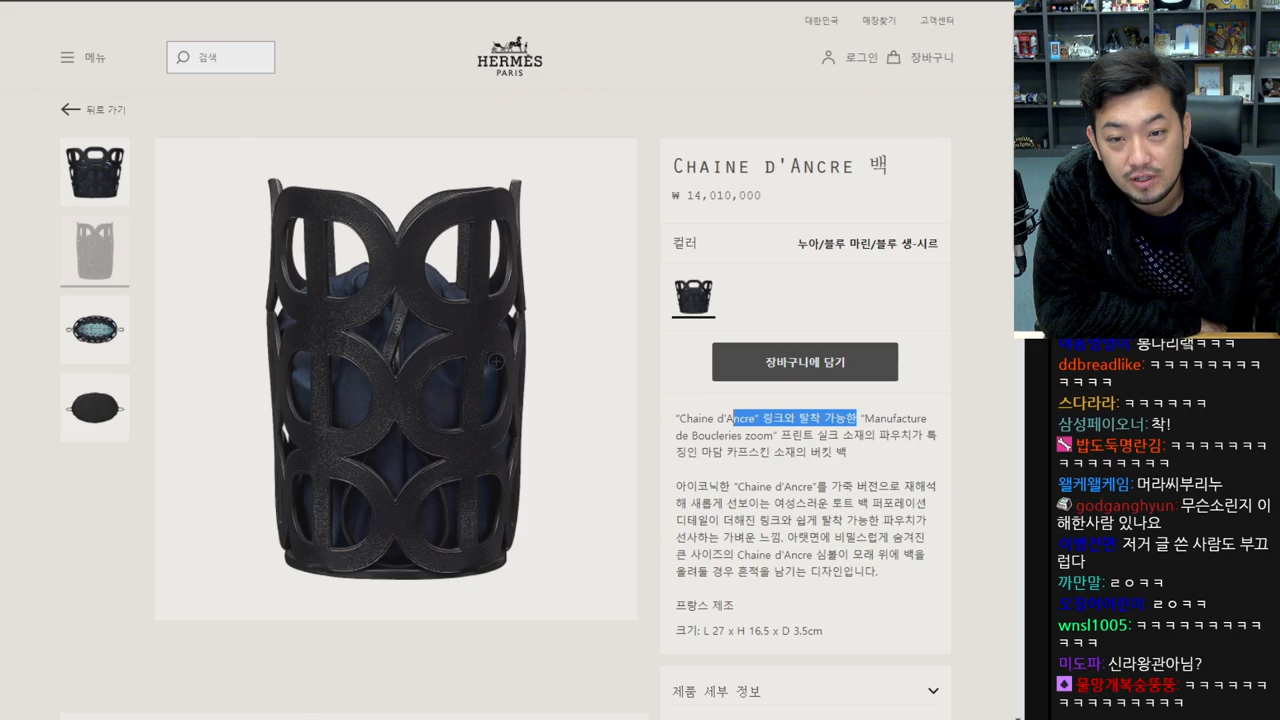 대한민국 매장찾기 고객센터
메뉴
검색
HERMÈS
PARIS
로그인
장바구니
뒤로 가기
CHAINE D'ANCRE 백
₩ 14,010,000
컬러
누아/블루 마린/블루 생-시르
장바구니에 담기
"Chaine d'Ancre" 링크와 탈착 가능한 "Manufacture
de Boucleries zoom" 프린트 실크 소재의 파우치가 특
징인 마담 카프스킨 소재의 버킷 백
아이코닉한 "Chaine d'Ancre"를 가죽 버전으로 재해석
해 새롭게 선보이는 여성스러운 토트 백 퍼포레이션
디테일이 더해진 링크와 쉽게 탈착 가능한 파우치가
선사하는 가벼운 느낌. 아랫면에 비밀스럽게 숨겨진
큰 사이즈의 Chaine d'Ancre 심볼이 모래 위에 백을
올려둘 경우 흔적을 남기는 디자인입니다.
프랑스 제조
크기: L 27 x H 16.5 x D 3.5cm
제품 세부 정보
몽나리랰ㅋㅋㅋ
ddbreadlike: ㅋㅋㅋㅋㅋㅋㅋㅋ
ㅋㅋㅋㅋ
스다라라: ㅋㅋㅋㅋㅋㅋ
삼성페이오너: 착!
밥도둑명란김: ㅋㅋㅋㅋㅋㅋㅋ
ㅋㅋㅋㅋㅋㅋㅋㅋㅋㅋㅋ
왤케왤케임: 머라씨부리누
godganghyun: 무슨소린지 이
해한사람 있나요
이병건면: 저거 글 쓴 사람도 부끄
럽다
까만말: ㄹㅇㅋㅋ
ㄹㅇㅋㅋ
wnsl1005: ㅋㅋㅋㅋㅋㅋㅋㅋㅋ
ㅋㅋㅋ
미도파: 신라왕관아님?
물망개복숭뚱뚱: ㅋㅋㅋㅋㅋㅋ
ㅋㅋㅋㅋㅋㅋㅋㅋㅋ